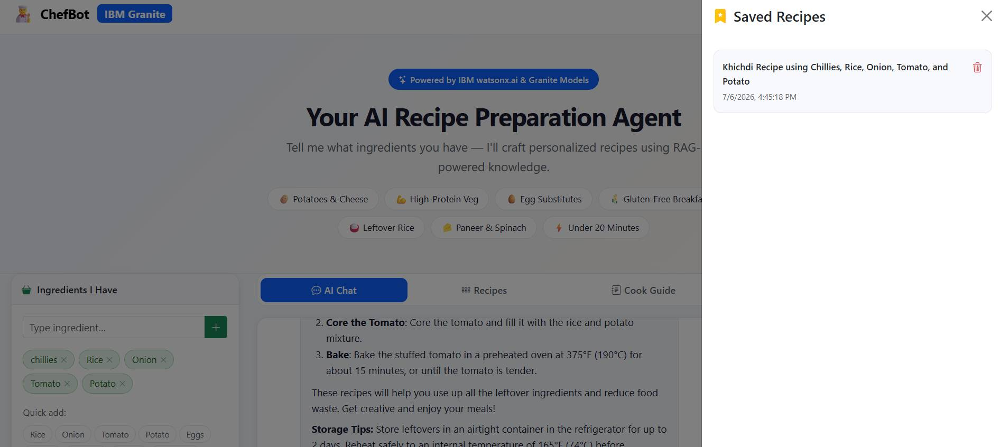 ChefBot IBM Granite
Powered by IBM watsonx.ai & Granite Models
Your AI Recipe Preparation Agent
Tell me what ingredients you have — I'll craft personalized recipes using RAG-
powered knowledge.
Potatoes & Cheese High-Protein Veg Egg Substitutes Gluten-Free Breakfa
Leftover Rice Paneer & Spinach Under 20 Minutes
Ingredients I Have
Type ingredient...
chillies Rice Onion
Tomato Potato
Quick add:
Rice Onion Tomato Potato Eggs
AI Chat Recipes Cook Guide
2. Core the Tomato: Core the tomato and fill it with the rice and potato
mixture.
3. Bake: Bake the stuffed tomato in a preheated oven at 375°F (190°C) for
about 15 minutes, or until the tomato is tender.
These recipes will help you use up all the leftover ingredients and reduce food
waste. Get creative and enjoy your meals!
Storage Tips: Store leftovers in an airtight container in the refrigerator for up to
2 days. Reheat safely to an internal temperature of 165°F (74°C) before
Saved Recipes
Khichdi Recipe using Chillies, Rice, Onion, Tomato, and
Potato
7/6/2026, 4:45:18 PM